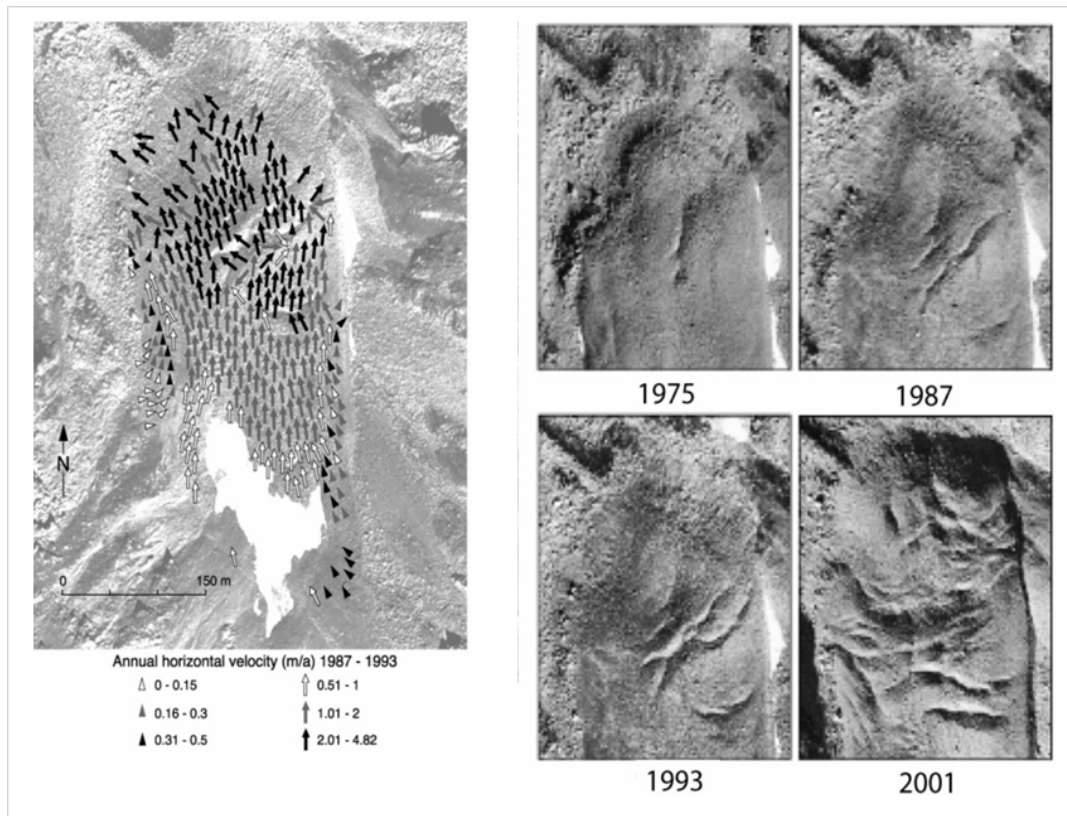 N
0 150 m
Annual horizontal velocity (m/a) 1987 - 1993
0 - 0.15
0.16 - 0.3
0.31 - 0.5
0.51 - 1
1.01 - 2
2.01 - 4.82
1975
1987
1993
2001